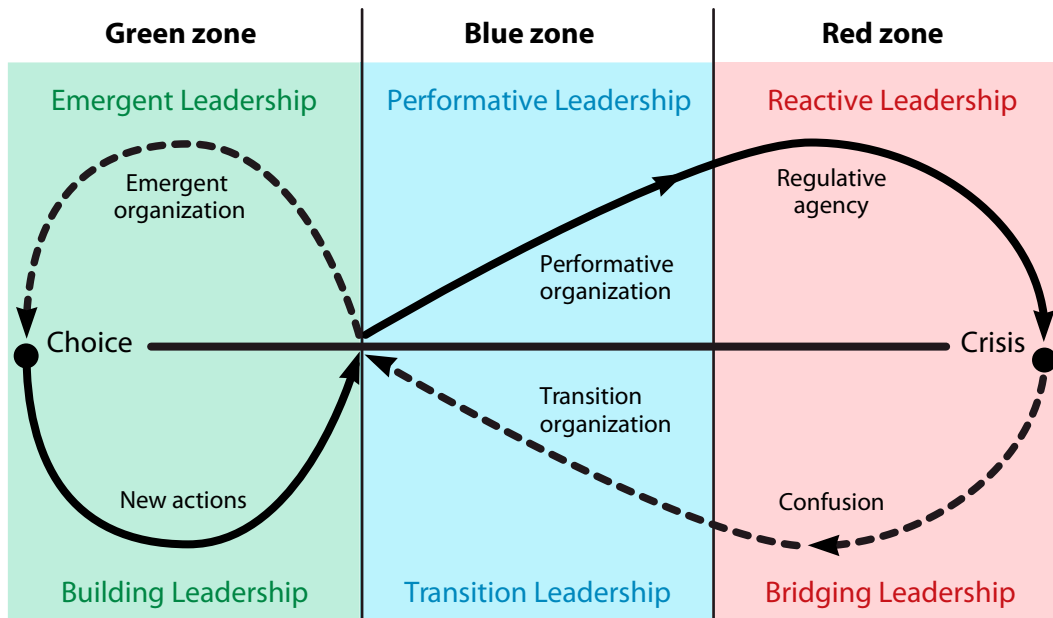 Green zone
Blue zone
Red zone
Emergent Leadership
Performative Leadership
Reactive Leadership
Emergent
organization
Regulative
agency
Performative
organization
Choice
Crisis
Transition
organization
New actions
Confusion
Building Leadership
Transition Leadership
Bridging Leadership